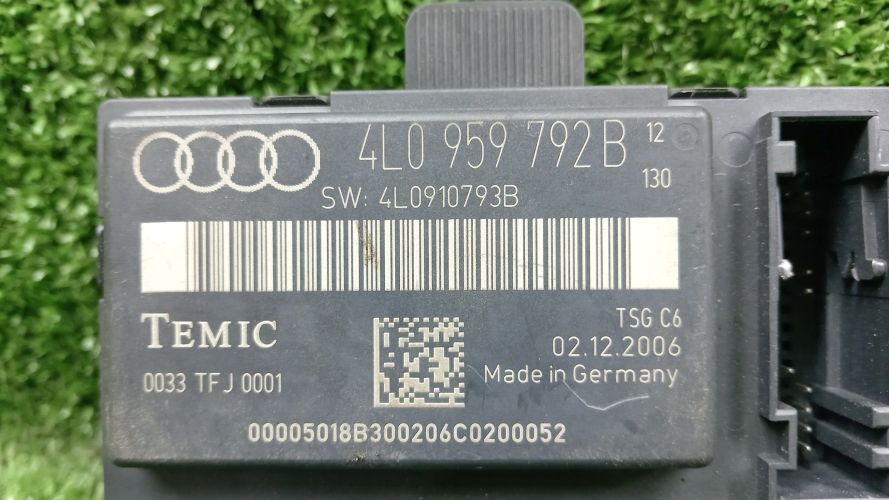 4L0 959 792B 12
130
SW: 4L0910793B
TEMIC
TSG C6
02.12.2006
0033 TFJ 0001
Made in Germany
00005018B300206C0200052